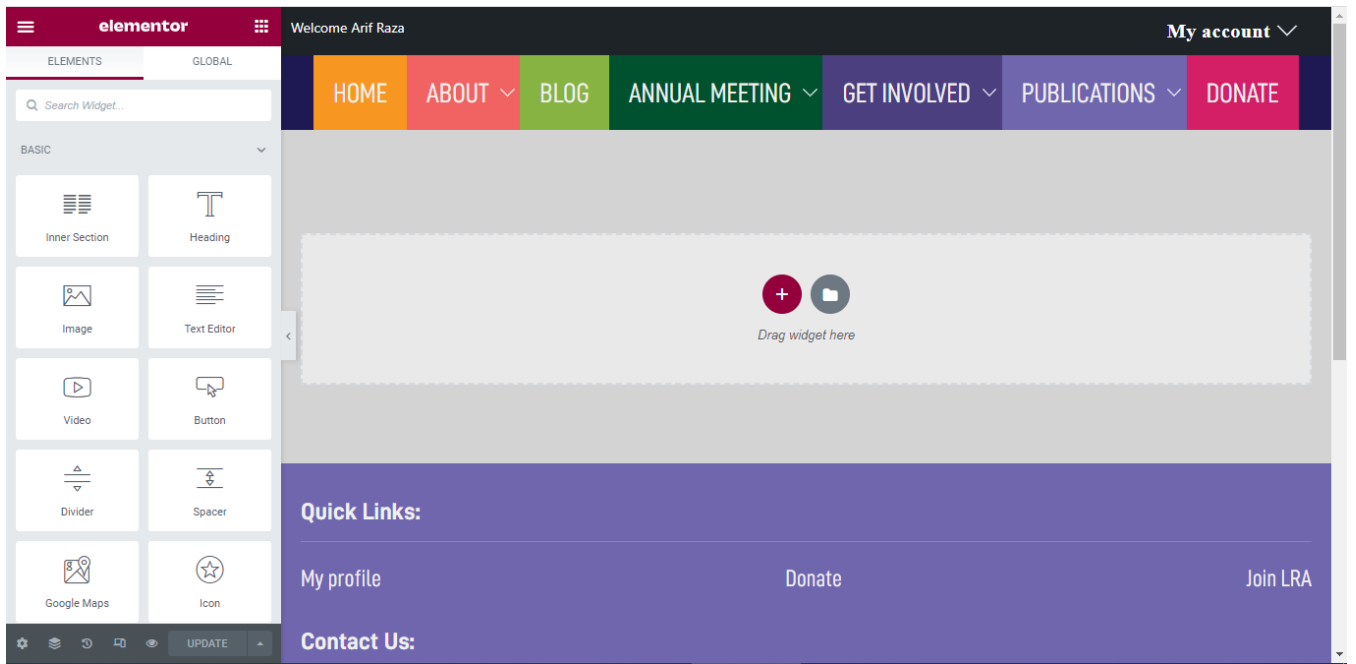 elementor
ELEMENTS GLOBAL
Search Widget...
BASIC
Inner Section Heading
Image Text Editor
Video Button
Divider Spacer
Google Maps Icon
UPDATE
Welcome Arif Raza My account
HOME ABOUT BLOG ANNUAL MEETING GET INVOLVED PUBLICATIONS DONATE
Drag widget here
Quick Links:
My profile Donate Join LRA
Contact Us: